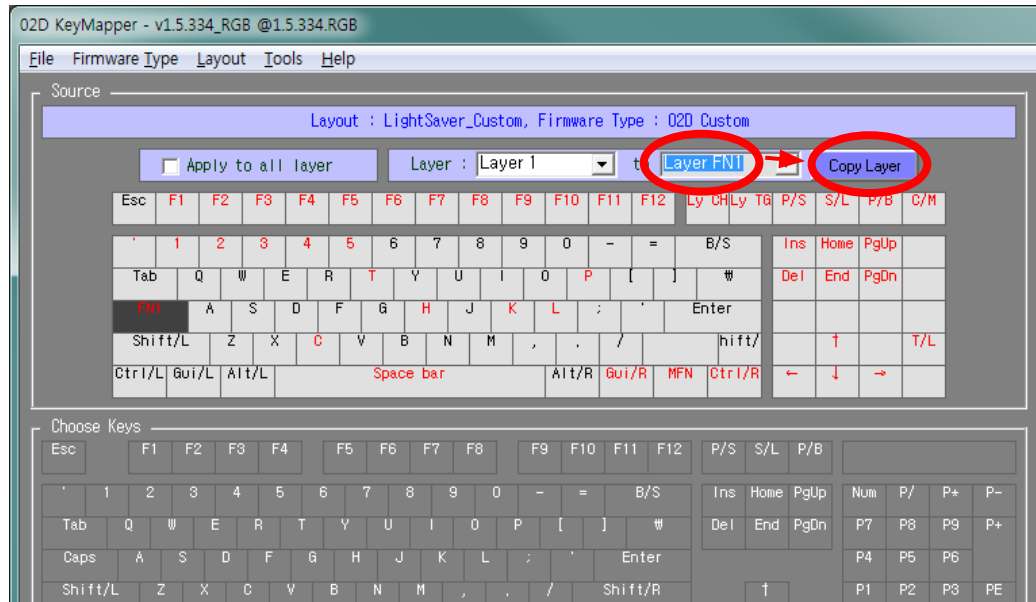 02D KeyMapper - v1.5.334_RGB @1.5.334.RGB
File Firmware Type Layout Tools Help
Source
Layout : LightSaver_Custom, Firmware Type : 02D Custom
Apply to all layer Layer : Layer 1 Layer FN1 Copy Layer
Esc F1 F2 F3 F4 F5 F6 F7 F8 F9 F10 F11 F12 Ly CH Ly TG P/S S/L P/B C/M
` 1 2 3 4 5 6 7 8 9 0 - = B/S Ins Home PgUp
Tab Q W E R T Y U I O P [ ] ₩ Del End PgDn
FN1 A S D F G H J K L ; ' Enter
Shift/L Z X C V B N M , . / hift/ ↑ T/L
Ctrl/L Gui/L Alt/L Space bar Alt/R Gui/R MFN Ctrl/R ← ↓ →
Choose Keys
Esc F1 F2 F3 F4 F5 F6 F7 F8 F9 F10 F11 F12 P/S S/L P/B
` 1 2 3 4 5 6 7 8 9 0 - = B/S Ins Home PgUp Num P/ P* P-
Tab Q W E R T Y U I O P [ ] ₩ Del End PgDn P7 P8 P9 P+
Caps A S D F G H J K L ; ' Enter P4 P5 P6
Shift/L Z X C V B N M , . / Shift/R ↑ P1 P2 P3 PE